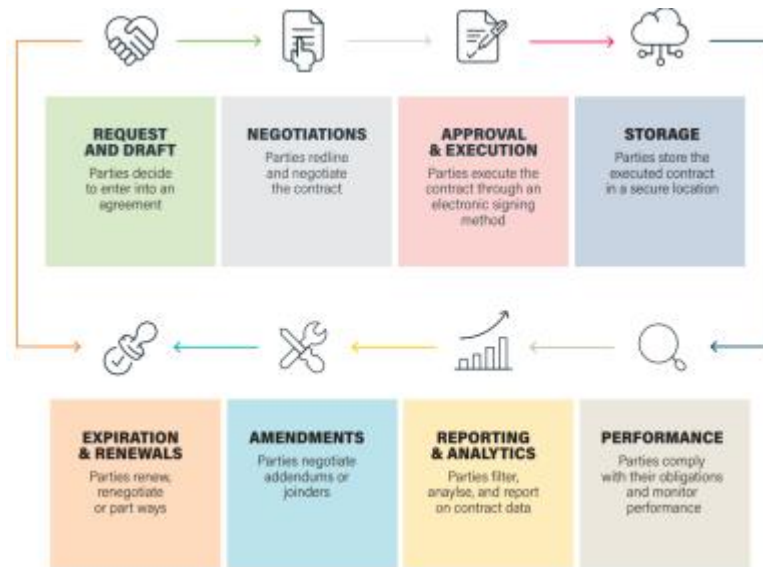 REQUEST
AND DRAFT
Parties decide
to enter into an
agreement
NEGOTIATIONS
Parties redline
and negotiate
the contract
APPROVAL
& EXECUTION
Parties execute the
contract through an
electronic signing
method
STORAGE
Parties store the
executed contract
in a secure location
EXPIRATION
& RENEWALS
Parties renew,
renegotiate
or part ways
AMENDMENTS
Parties negotiate
addendums or
joinders
REPORTING
& ANALYTICS
Parties filter,
anaylse, and report
on contract data
PERFORMANCE
Parties comply
with their obligations
and monitor
performance